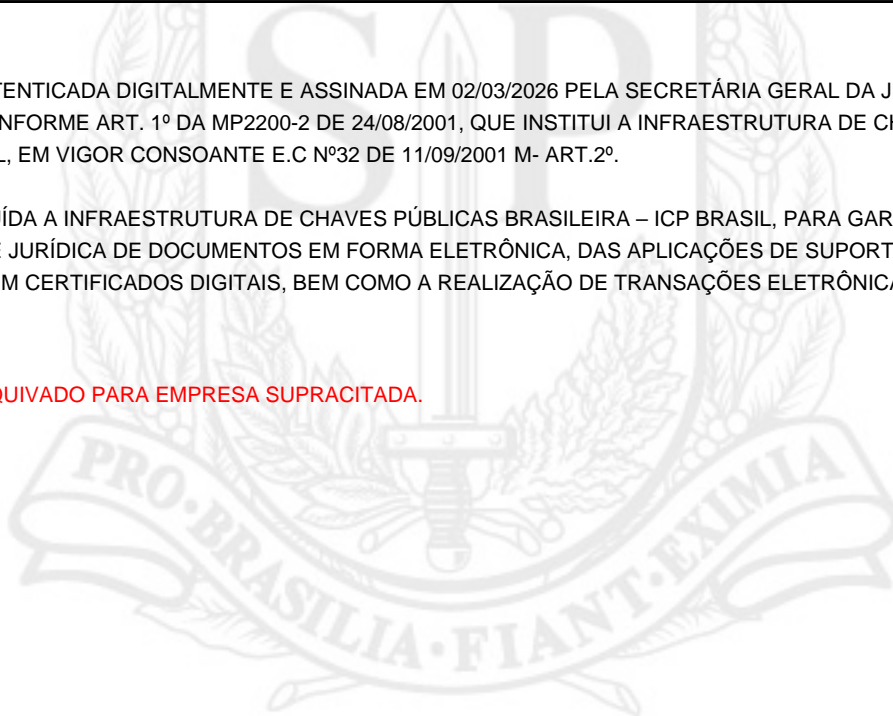 TENTICADA DIGITALMENTE E ASSINADA EM 02/03/2026 PELA SECRETÁRIA GERAL DA J
NFORME ART. 1º DA MP2200-2 DE 24/08/2001, QUE INSTITUI A INFRAESTRUTURA DE CH
L, EM VIGOR CONSOANTE E.C Nº32 DE 11/09/2001 M- ART.2º.
UÍDA A INFRAESTRUTURA DE CHAVES PÚBLICAS BRASILEIRA – ICP BRASIL, PARA GAR
E JURÍDICA DE DOCUMENTOS EM FORMA ELETRÔNICA, DAS APLICAÇÕES DE SUPORT
M CERTIFICADOS DIGITAIS, BEM COMO A REALIZAÇÃO DE TRANSAÇÕES ELETRÔNICA
QUIVADO PARA EMPRESA SUPRACITADA.
SP
PRO·BRASILIA·FIANT·EXIMIA